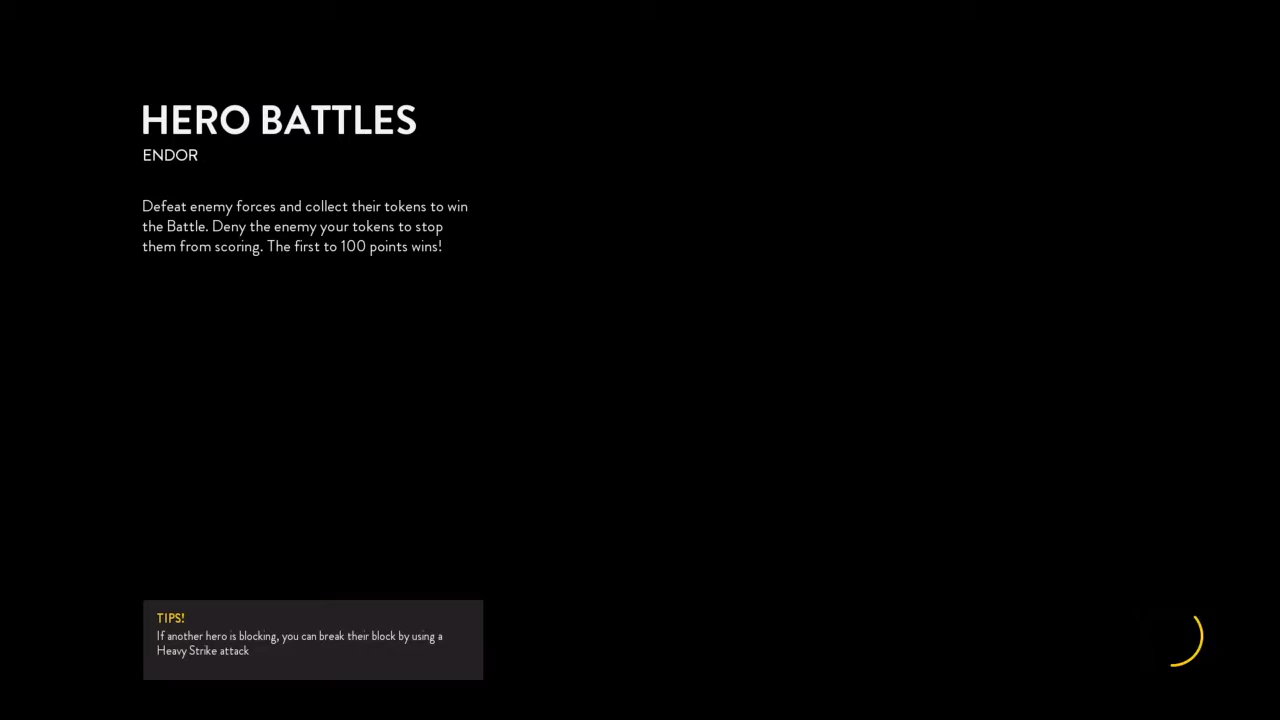 HERO BATTLES
ENDOR
Defeat enemy forces and collect their tokens to win
the Battle. Deny the enemy your tokens to stop
them from scoring. The first to 100 points wins!
TIPS!
If another hero is blocking, you can break their block by using a
Heavy Strike attack